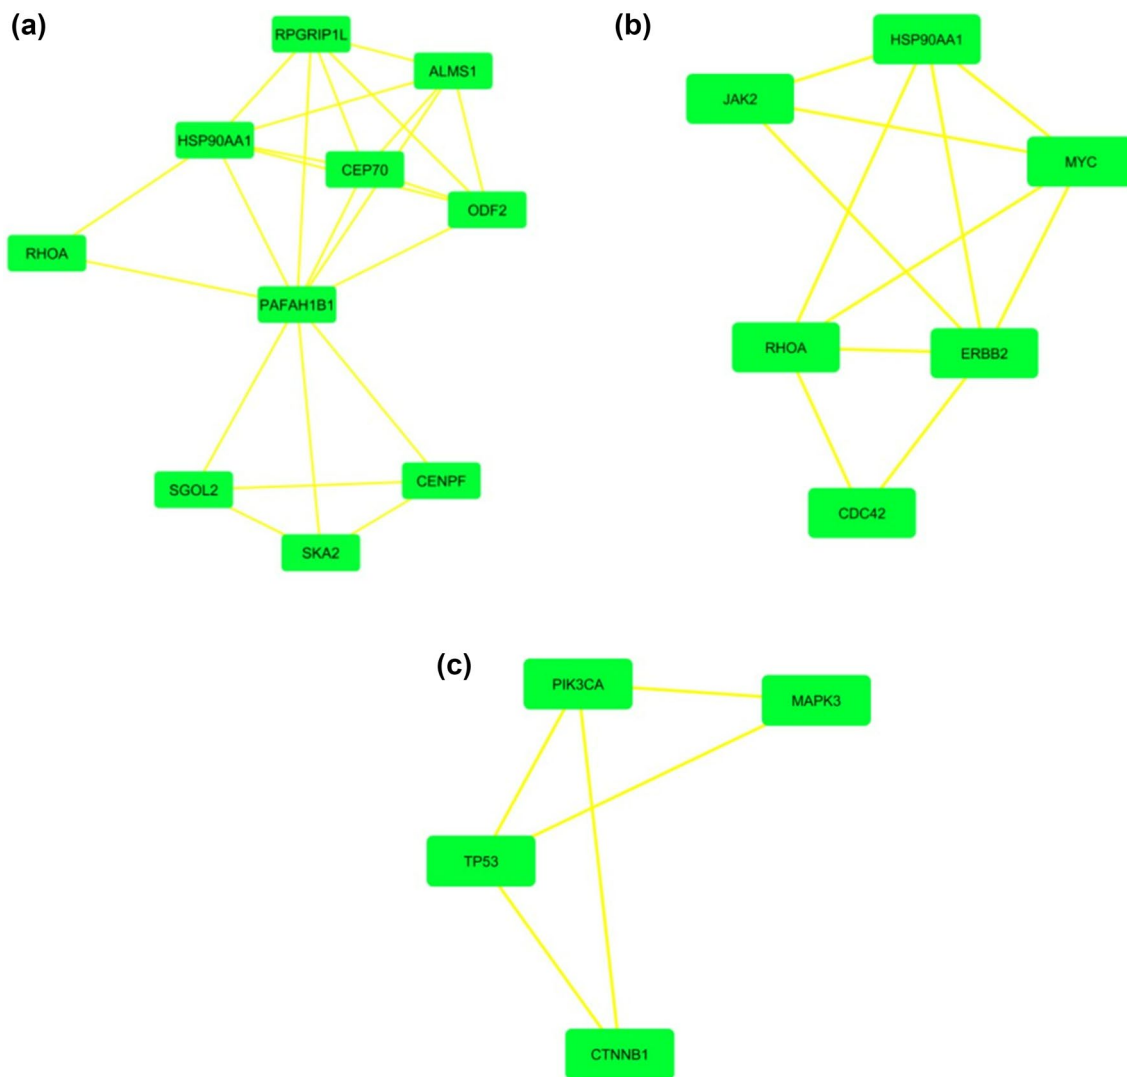 (a)
RPGRIP1L
ALMS1
HSP90AA1
CEP70
ODF2
RHOA
PAFAH1B1
SGOL2
CENPF
SKA2
(b)
HSP90AA1
JAK2
MYC
RHOA
ERBB2
CDC42
(c)
PIK3CA
MAPK3
TP53
CTNNB1